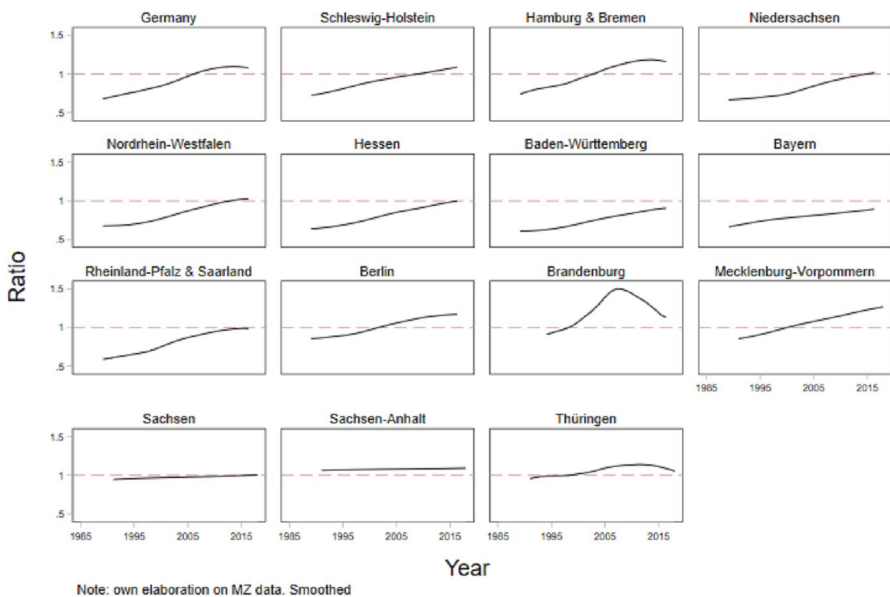 Germany
Schleswig-Holstein
Hamburg & Bremen
Niedersachsen
1.5
1
.5
Nordrhein-Westfalen
Hessen
Baden-Württemberg
Bayern
1.5
1
.5
Ratio
Rheinland-Pfalz & Saarland
Berlin
Brandenburg
Mecklenburg-Vorpommern
1.5
1
.5
1985 1995 2005 2015
Sachsen
Sachsen-Anhalt
Thüringen
1.5
1
.5
1985 1995 2005 2015
1985 1995 2005 2015
1985 1995 2005 2015
Year
Note: own elaboration on MZ data. Smoothed